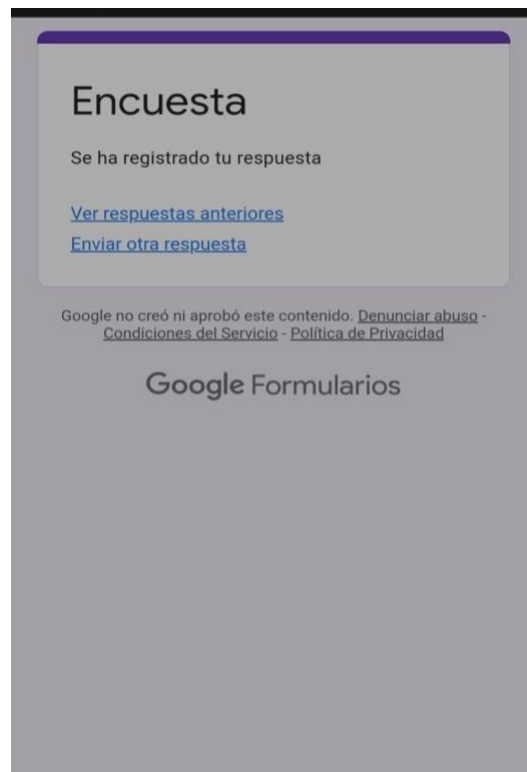 Encuesta
Se ha registrado tu respuesta
Ver respuestas anteriores
Enviar otra respuesta
Google no creó ni aprobó este contenido. Denunciar abuso -
Condiciones del Servicio - Política de Privacidad
Google Formularios